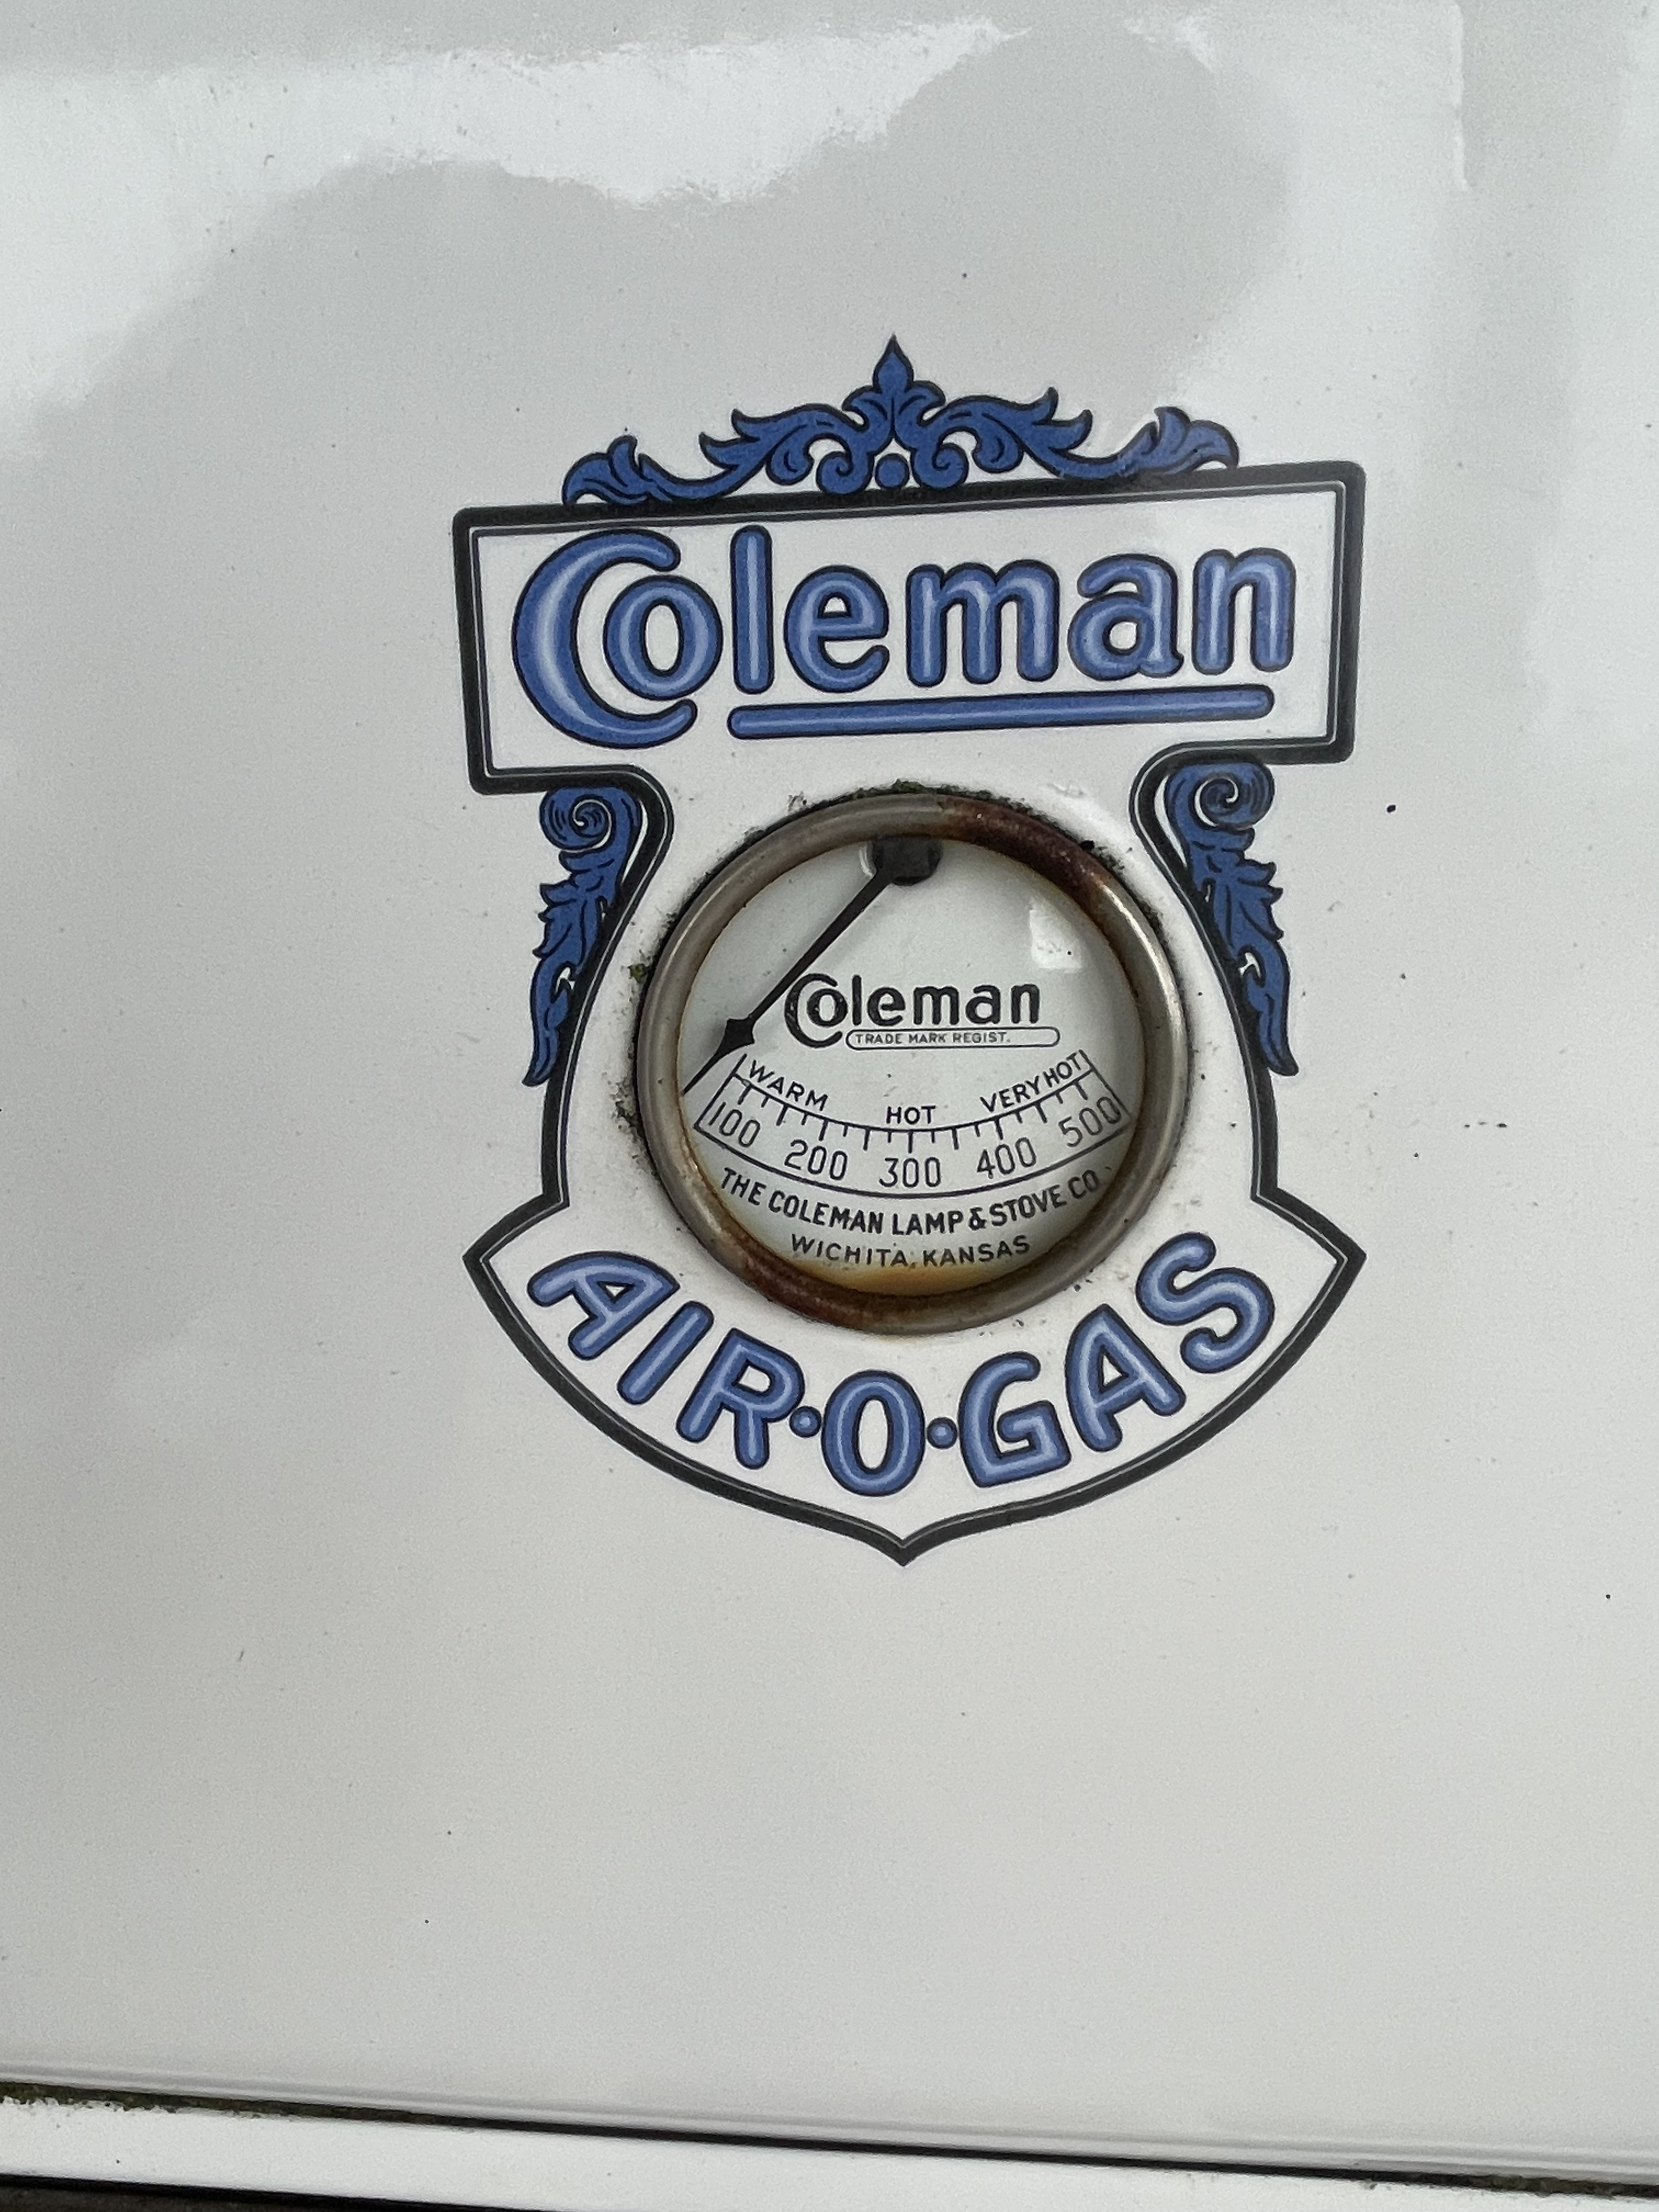 Coleman
Coleman
TRADE MARK REGIST.
WARM HOT VERY HOT
100 200 300 400 500
THE COLEMAN LAMP & STOVE CO.
WICHITA, KANSAS
AIR·O·GAS